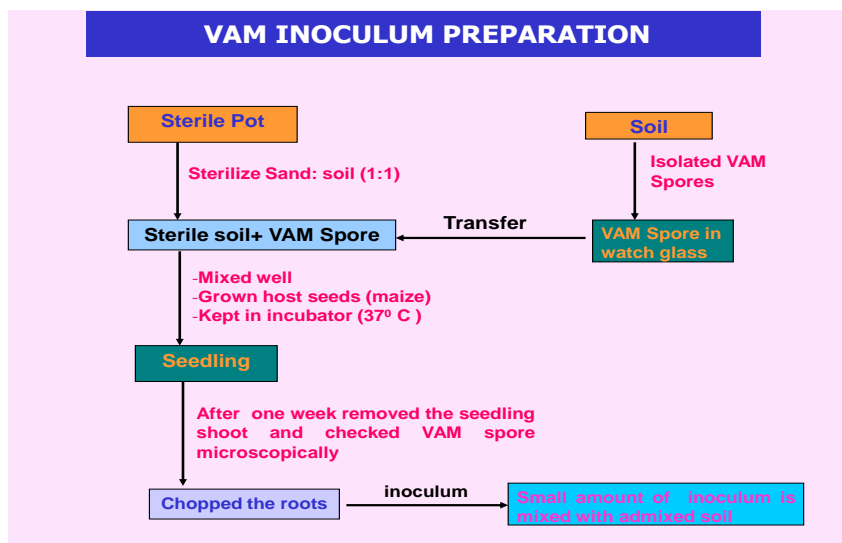 VAM INOCULUM PREPARATION
Sterile Pot
Soil
Sterilize Sand: soil (1:1)
Isolated VAM
Spores
Sterile soil+ VAM Spore
Transfer
VAM Spore in
watch glass
-Mixed well
-Grown host seeds (maize)
-Kept in incubator (37⁰ C )
Seedling
After one week removed the seedling
shoot and checked VAM spore
microscopically
Chopped the roots
inoculum
Small amount of inoculum is
mixed with admixed soil